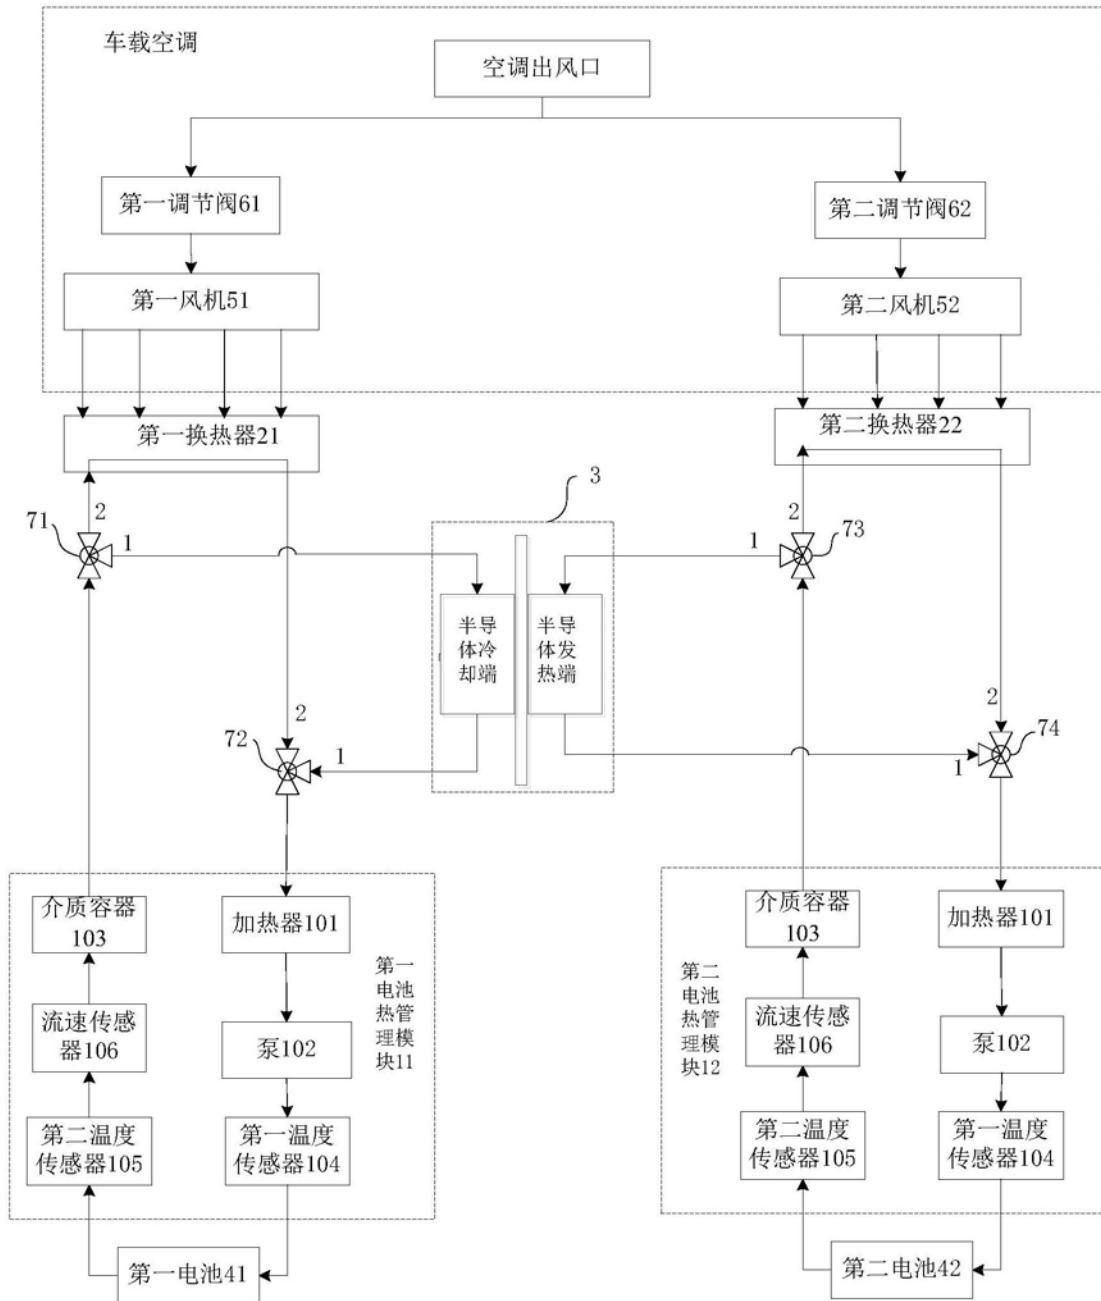 车载空调
空调出风口
第一调节阀61
第二调节阀62
第一风机51
第二风机52
第一换热器21
第二换热器22
3
71
2
1
2
1
73
半导
体冷
却端
半导
体发
热端
2
72
1
2
74
1
介质容器
103
加热器101
第一
电池
热管
理模
块11
流速传感
器106
泵102
第二温度
传感器105
第一温度
传感器104
第一电池41
介质容器
103
加热器101
第二
电池
热管
理模
块12
流速传感
器106
泵102
第二温度
传感器105
第一温度
传感器104
第二电池42